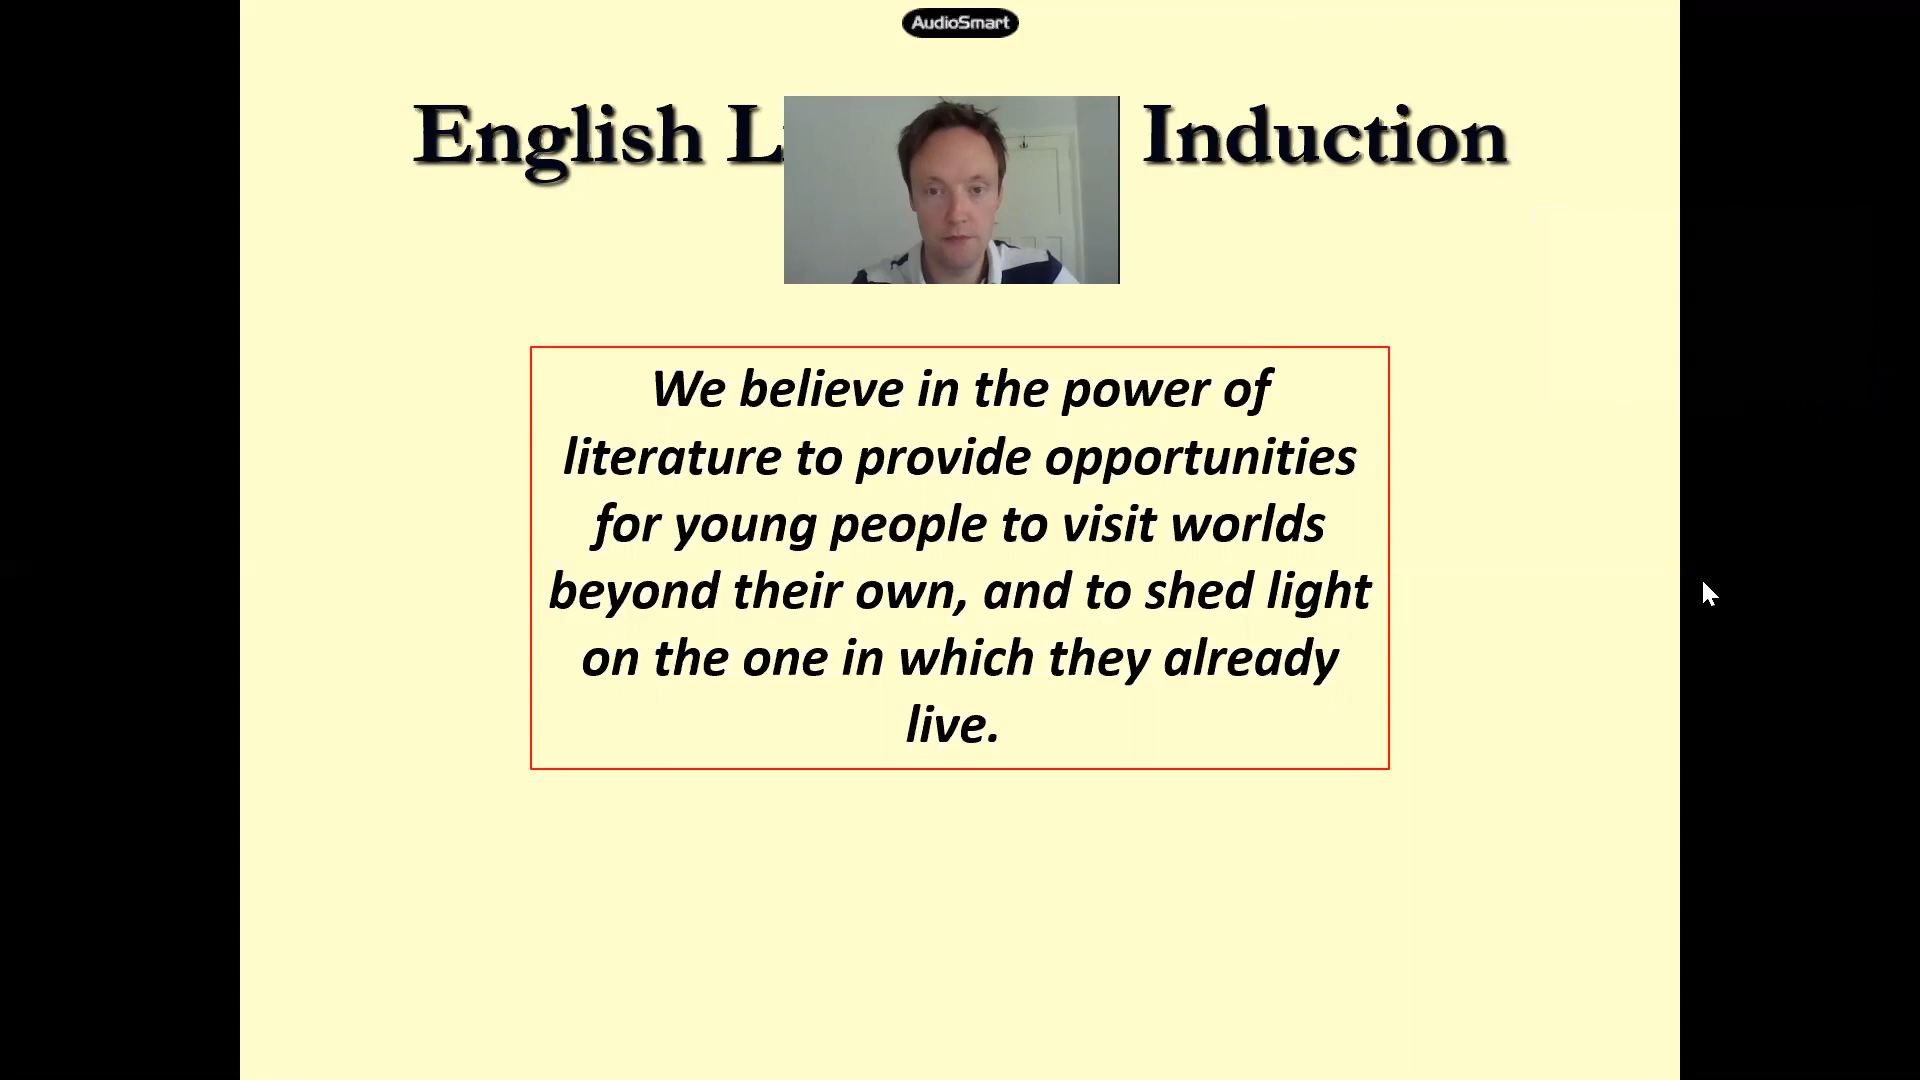 AudioSmart
English Induction
We believe in the power of
literature to provide opportunities
for young people to visit worlds
beyond their own, and to shed light
on the one in which they already
live.